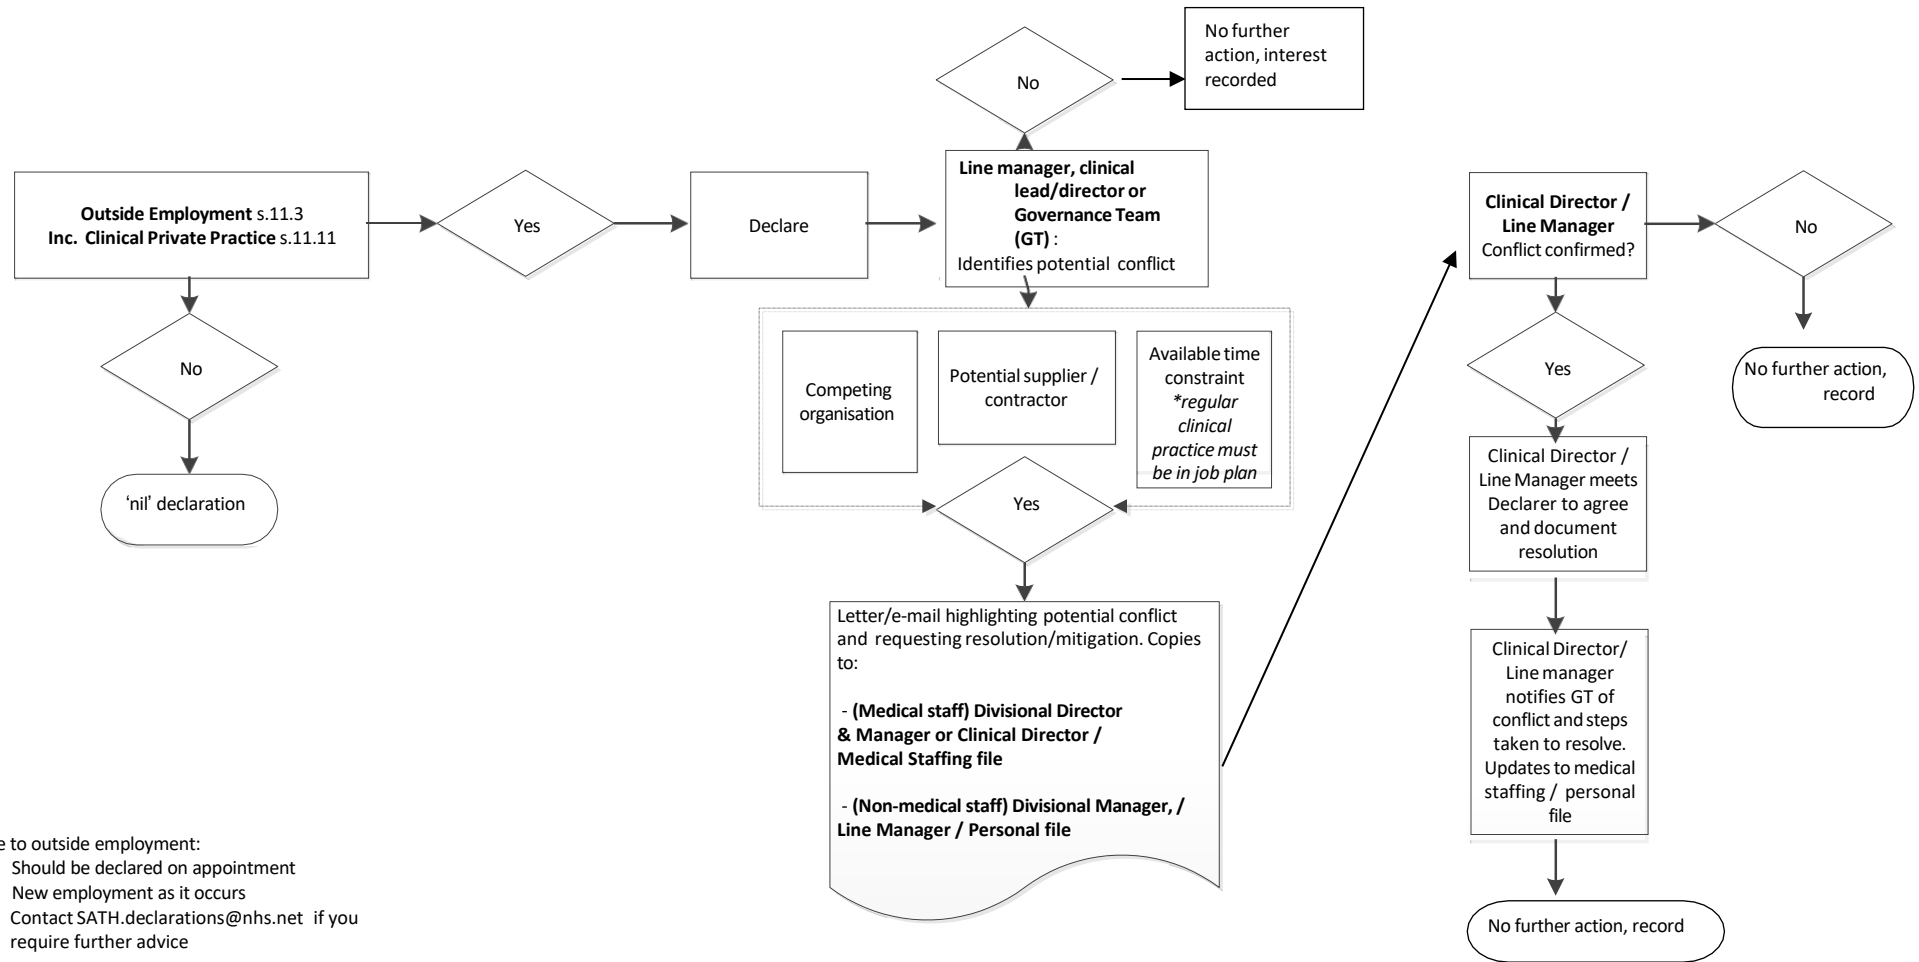 Outside Employment s.11.3
Inc. Clinical Private Practice s.11.11
No
'nil' declaration
Yes
Declare
Line manager, clinical
lead/director or
Governance Team
(GT) :
Identifies potential conflict
No
No further
action, interest
recorded
Competing
organisation
Potential supplier /
contractor
Available time
constraint
*regular
clinical
practice must
be in job plan
Yes
Letter/e-mail highlighting potential conflict
and requesting resolution/mitigation. Copies
to:
- (Medical staff) Divisional Director
& Manager or Clinical Director /
Medical Staffing file
- (Non-medical staff) Divisional Manager, /
Line Manager / Personal file
Clinical Director /
Line Manager
Conflict confirmed?
No
No further action,
record
Yes
Clinical Director /
Line Manager meets
Declarer to agree
and document
resolution
Clinical Director/
Line manager
notifies GT of
conflict and steps
taken to resolve.
Updates to medical
staffing / personal
file
No further action, record
to outside employment:
Should be declared on appointment
New employment as it occurs
Contact SATH.declarations@nhs.net if you
require further advice